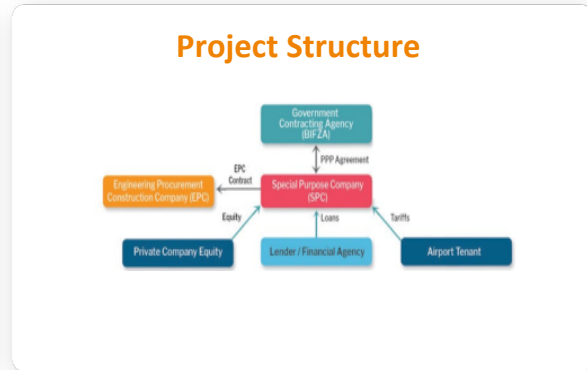 Project Structure
Government
Contracting Agency
(BIFZA)
PPP Agreement
EPC
Contract
Engineering Procurement
Construction Company (EPC)
Special Purpose Company
(SPC)
Equity
Loans
Tariffs
Private Company Equity
Lender / Financial Agency
Airport Tenant